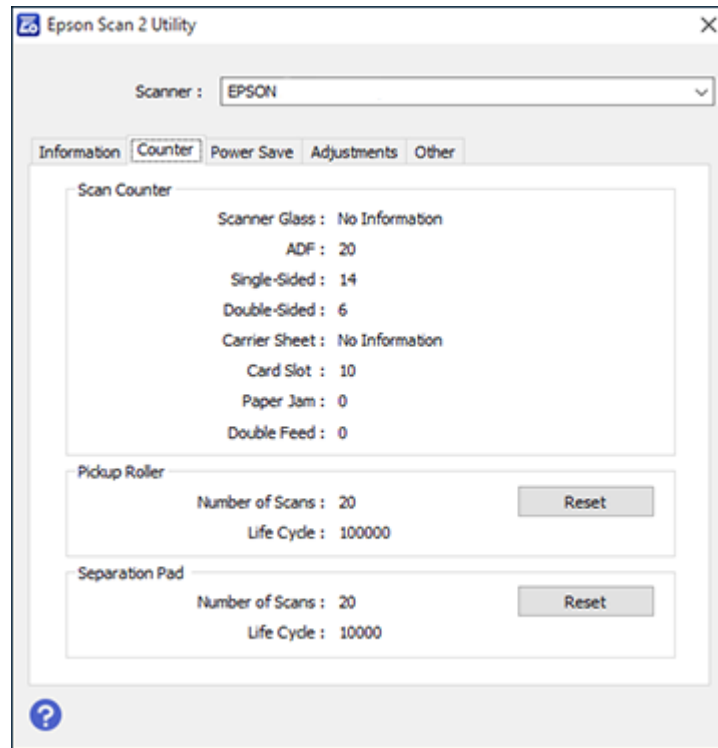 Epson Scan 2 Utility
Scanner : EPSON
Information Counter Power Save Adjustments Other
Scan Counter
Scanner Glass : No Information
ADF : 20
Single-Sided : 14
Double-Sided : 6
Carrier Sheet : No Information
Card Slot : 10
Paper Jam : 0
Double Feed : 0
Pickup Roller
Number of Scans : 20 Reset
Life Cycle : 100000
Separation Pad
Number of Scans : 20 Reset
Life Cycle : 10000
?